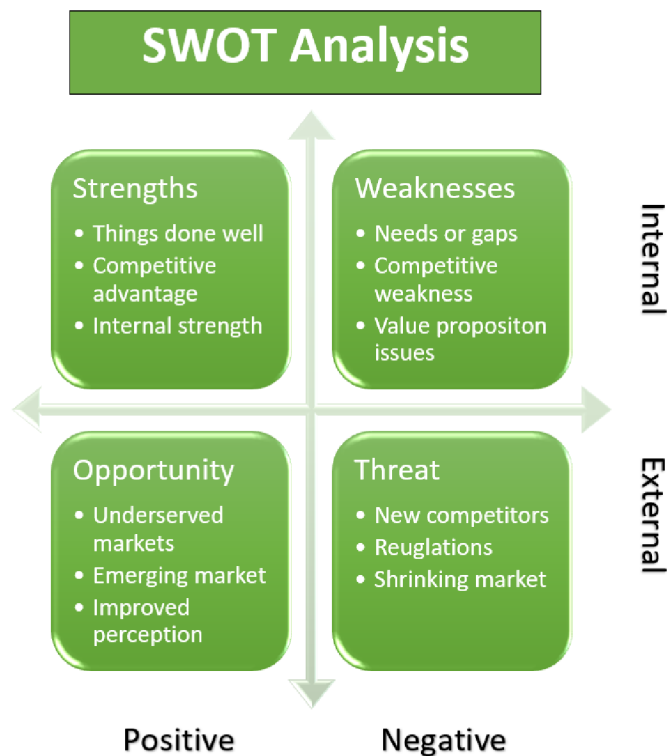 SWOT Analysis
Strengths
• Things done well
• Competitive
advantage
• Internal strength
Weaknesses
• Needs or gaps
• Competitive
weakness
• Value propositon
issues
Internal
Opportunity
• Underserved
markets
• Emerging market
• Improved
perception
Threat
• New competitors
• Reuglations
• Shrinking market
External
Positive
Negative